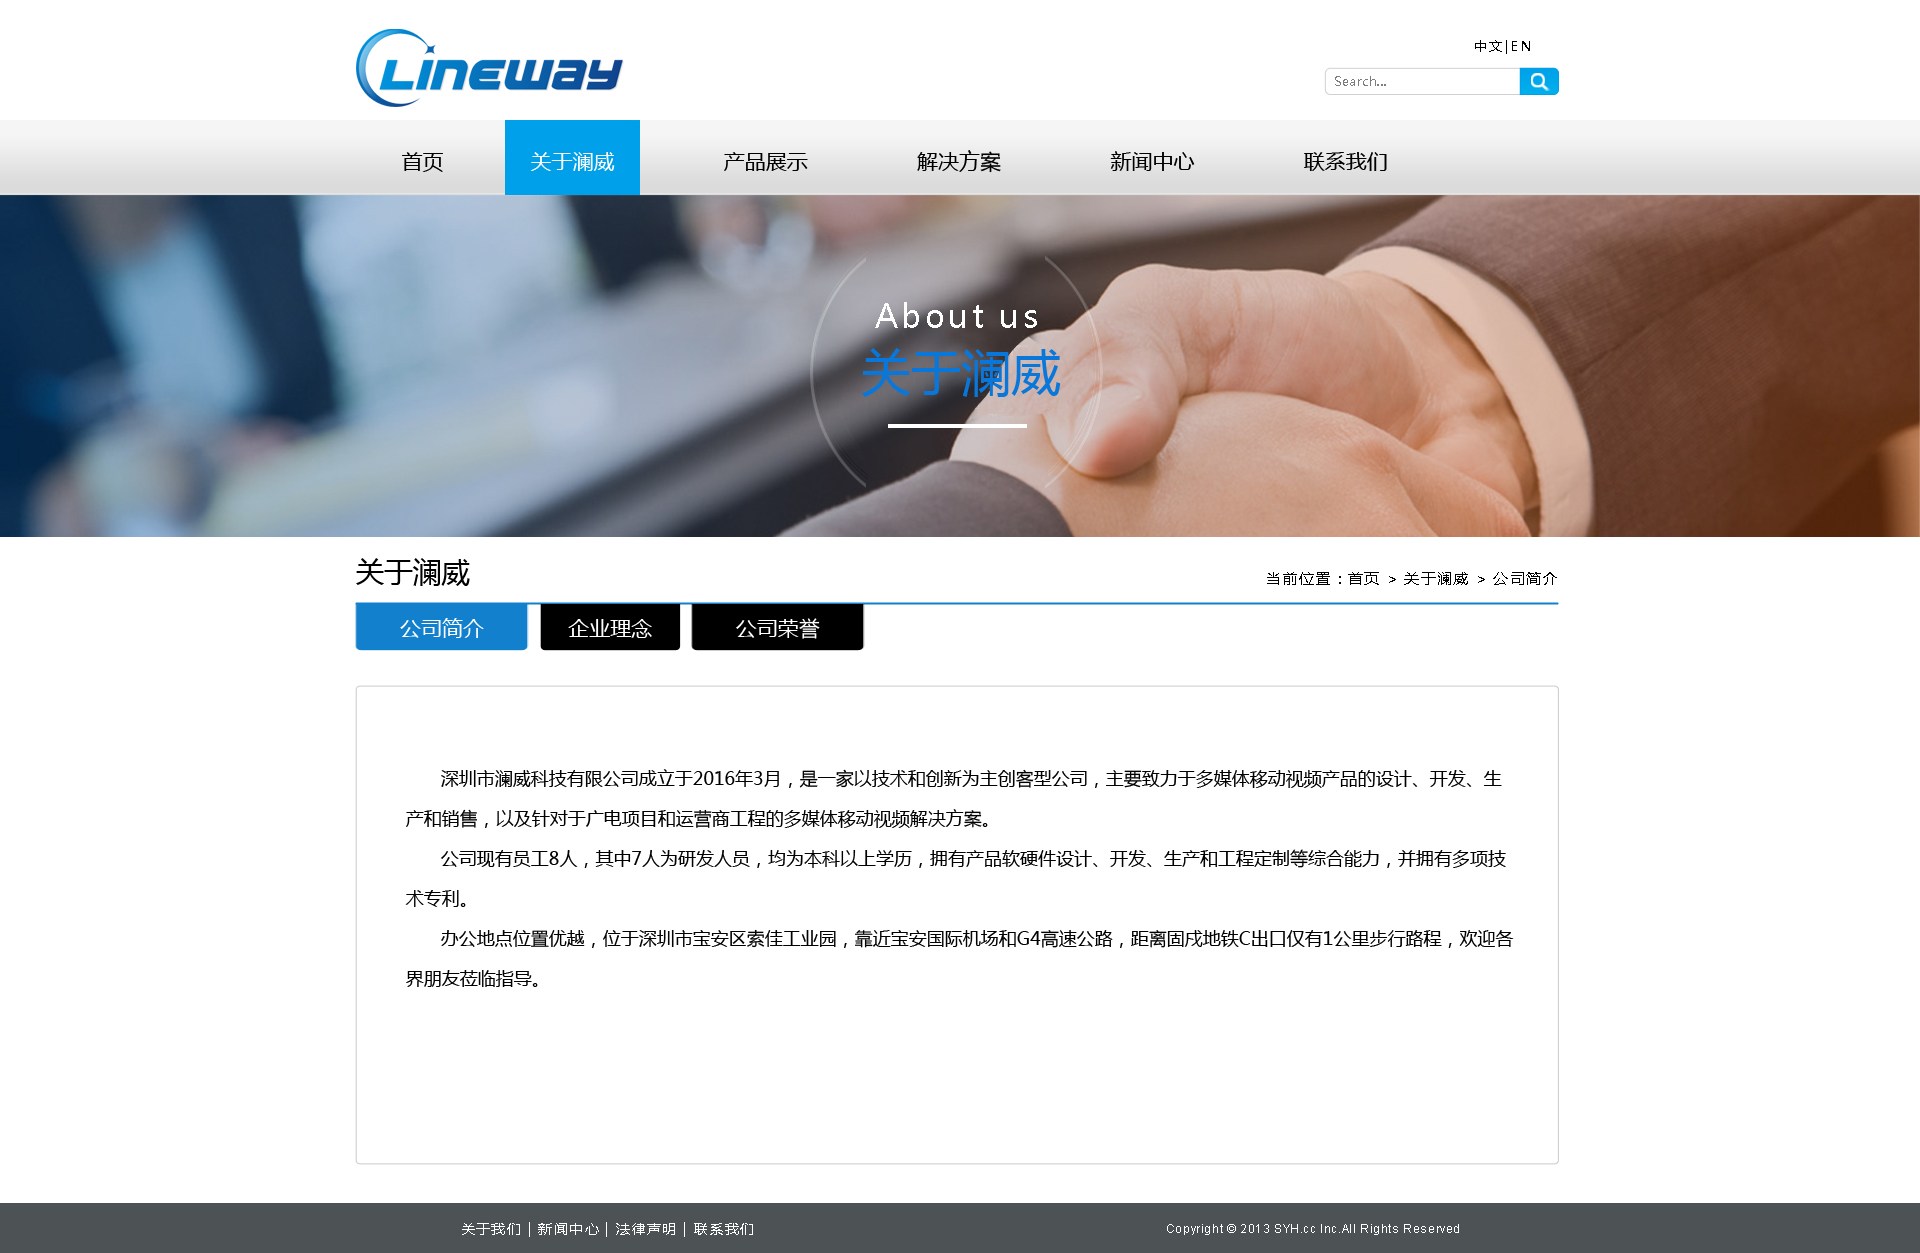 Lineway
中文|EN
Search...
首页 关于澜威 产品展示 解决方案 新闻中心 联系我们
About us
关于澜威
关于澜威
当前位置：首页 > 关于澜威 > 公司简介
公司简介 企业理念 公司荣誉
深圳市澜威科技有限公司成立于2016年3月，是一家以技术和创新为主创客型公司，主要致力于多媒体移动视频产品的设计、开发、生
产和销售，以及针对于广电项目和运营商工程的多媒体移动视频解决方案。
公司现有员工8人，其中7人为研发人员，均为本科以上学历，拥有产品软硬件设计、开发、生产和工程定制等综合能力，并拥有多项技
术专利。
办公地点位置优越，位于深圳市宝安区索佳工业园，靠近宝安国际机场和G4高速公路，距离固戍地铁C出口仅有1公里步行路程，欢迎各
界朋友莅临指导。
关于我们 | 新闻中心 | 法律声明 | 联系我们
Copyright © 2013 SYH.cc Inc.All Rights Reserved